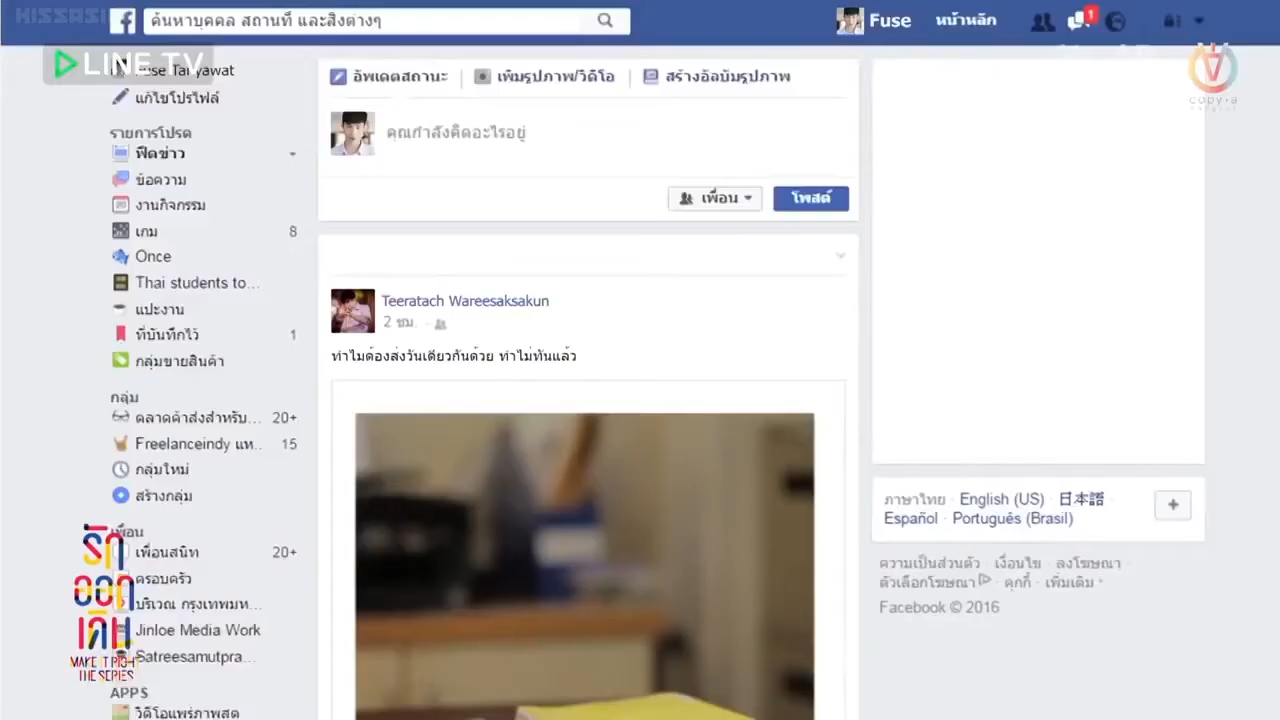 HISSASI
ค้นหาบุคคล สถานที่ และสิ่งต่างๆ
Fuse หน้าหลัก
1
LINE TV
Fuse Tanyawat
แก้ไขโปรไฟล์
รายการโปรด
ฟีดข่าว
ข้อความ
งานกิจกรรม
เกม 8
Once
Thai students to...
แปะงาน
ที่บันทึกไว้ 1
กลุ่มขายสินค้า
กลุ่ม
ตลาดค้าส่งสำหรับ... 20+
Freelanceindy แห... 15
กลุ่มใหม่
สร้างกลุ่ม
เพื่อน
เพื่อนสนิท 20+
ครอบครัว
บริเวณ กรุงเทพมห...
Jinloe Media Work
Satreesamutpra...
APPS
วิดีโอแพร่ภาพสด
รัก
ออก
เดิน
MAKE IT RIGHT
THE SERIES
อัพเดตสถานะ เพิ่มรูปภาพ/วิดีโอ สร้างอัลบั้มรูปภาพ
คุณกำลังคิดอะไรอยู่
เพื่อน โพสต์
Teeratach Wareesaksakun
2 ชม.
ทำไมต้องส่งวันเดียวกันด้วย ทำไม่ทันแล้ว
copy a
ภาษาไทย · English (US) · 日本語 ·
Español · Português (Brasil)
+
ความเป็นส่วนตัว · เงื่อนไข · ลงโฆษณา ·
ตัวเลือกโฆษณา · คุกกี้ · เพิ่มเติม
Facebook © 2016